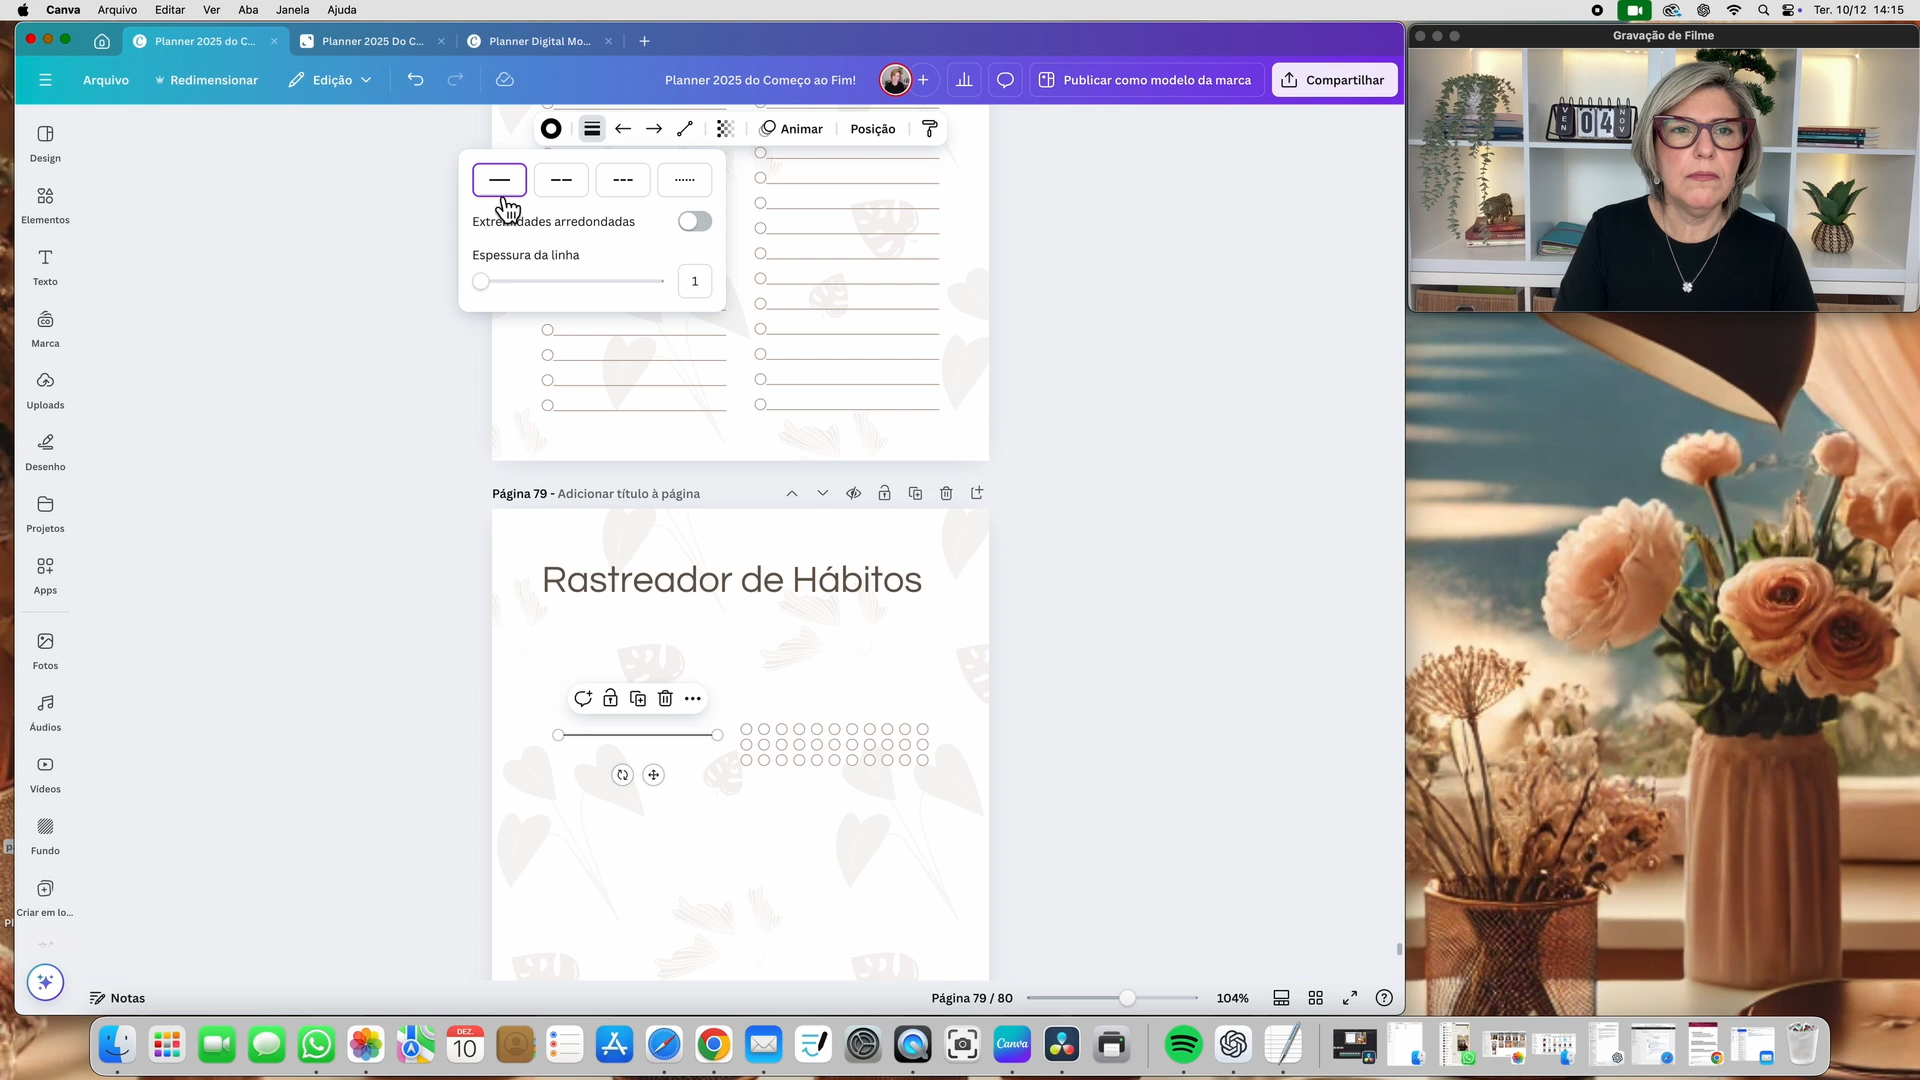 Canva Arquivo Editar Ver Aba Janela Ajuda
Ter. 10/12 14:15
Planner 2025 do C...
Planner 2025 Do C...
Planner Digital Mo...
Arquivo
Redimensionar
Edição
Planner 2025 do Começo ao Fim!
Publicar como modelo da marca
Compartilhar
Gravação de Filme
VEN
04
NOV
Animar
Posição
Design
Elementos
Texto
Marca
Uploads
Desenho
Projetos
Apps
Fotos
Áudios
Vídeos
Fundo
Criar em lo...
Extremidades arredondadas
Espessura da linha
1
Página 79 - Adicionar título à página
Rastreador de Hábitos
Notas
Página 79 / 80
104%
DEZ.
10
Canva